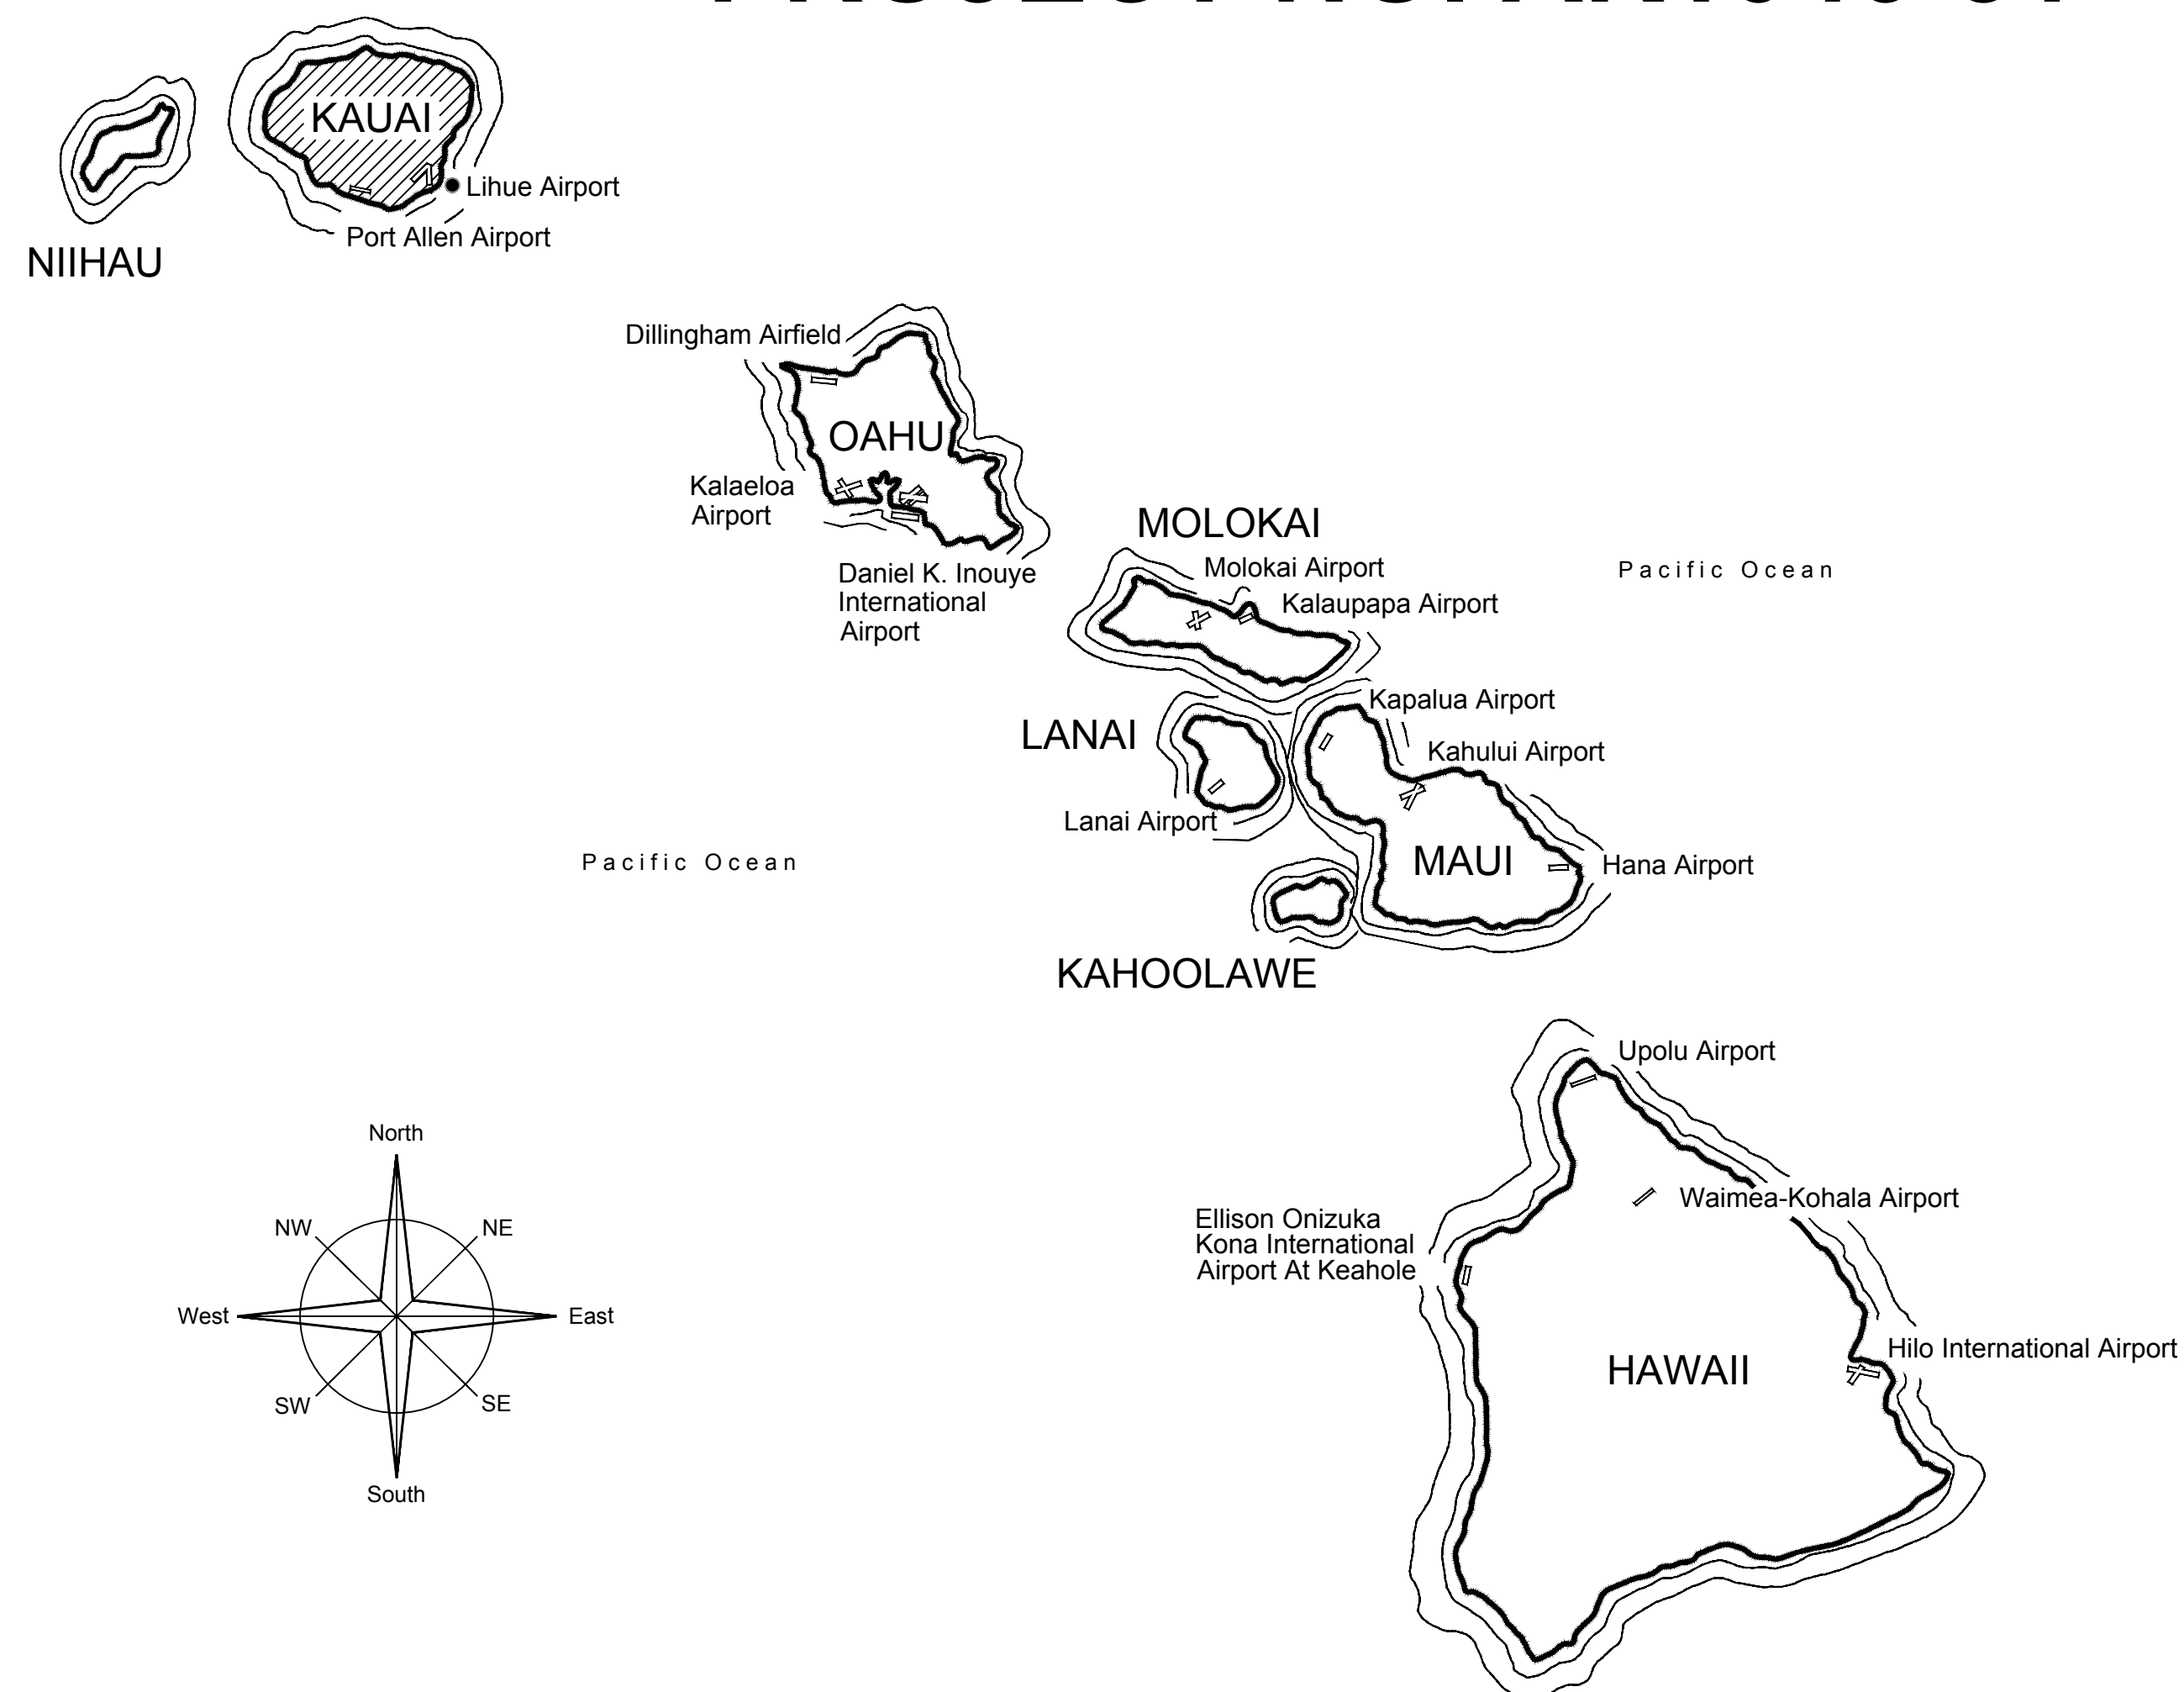 KAUAI
Lihue Airport
Port Allen Airport
NIIHAU
Dillingham Airfield
OAHU
Kalaeloa
Airport
Daniel K. Inouye
International
Airport
MOLOKAI
Molokai Airport
Kalaupapa Airport
Pacific Ocean
Kapalua Airport
LANAI
Kahului Airport
Lanai Airport
Pacific Ocean
MAUI
Hana Airport
KAHOOLAWE
Upolu Airport
Waimea-Kohala Airport
Ellison Onizuka
Kona International
Airport At Keahole
HAWAII
Hilo International Airport
North
NW
NE
West
East
SW
SE
South